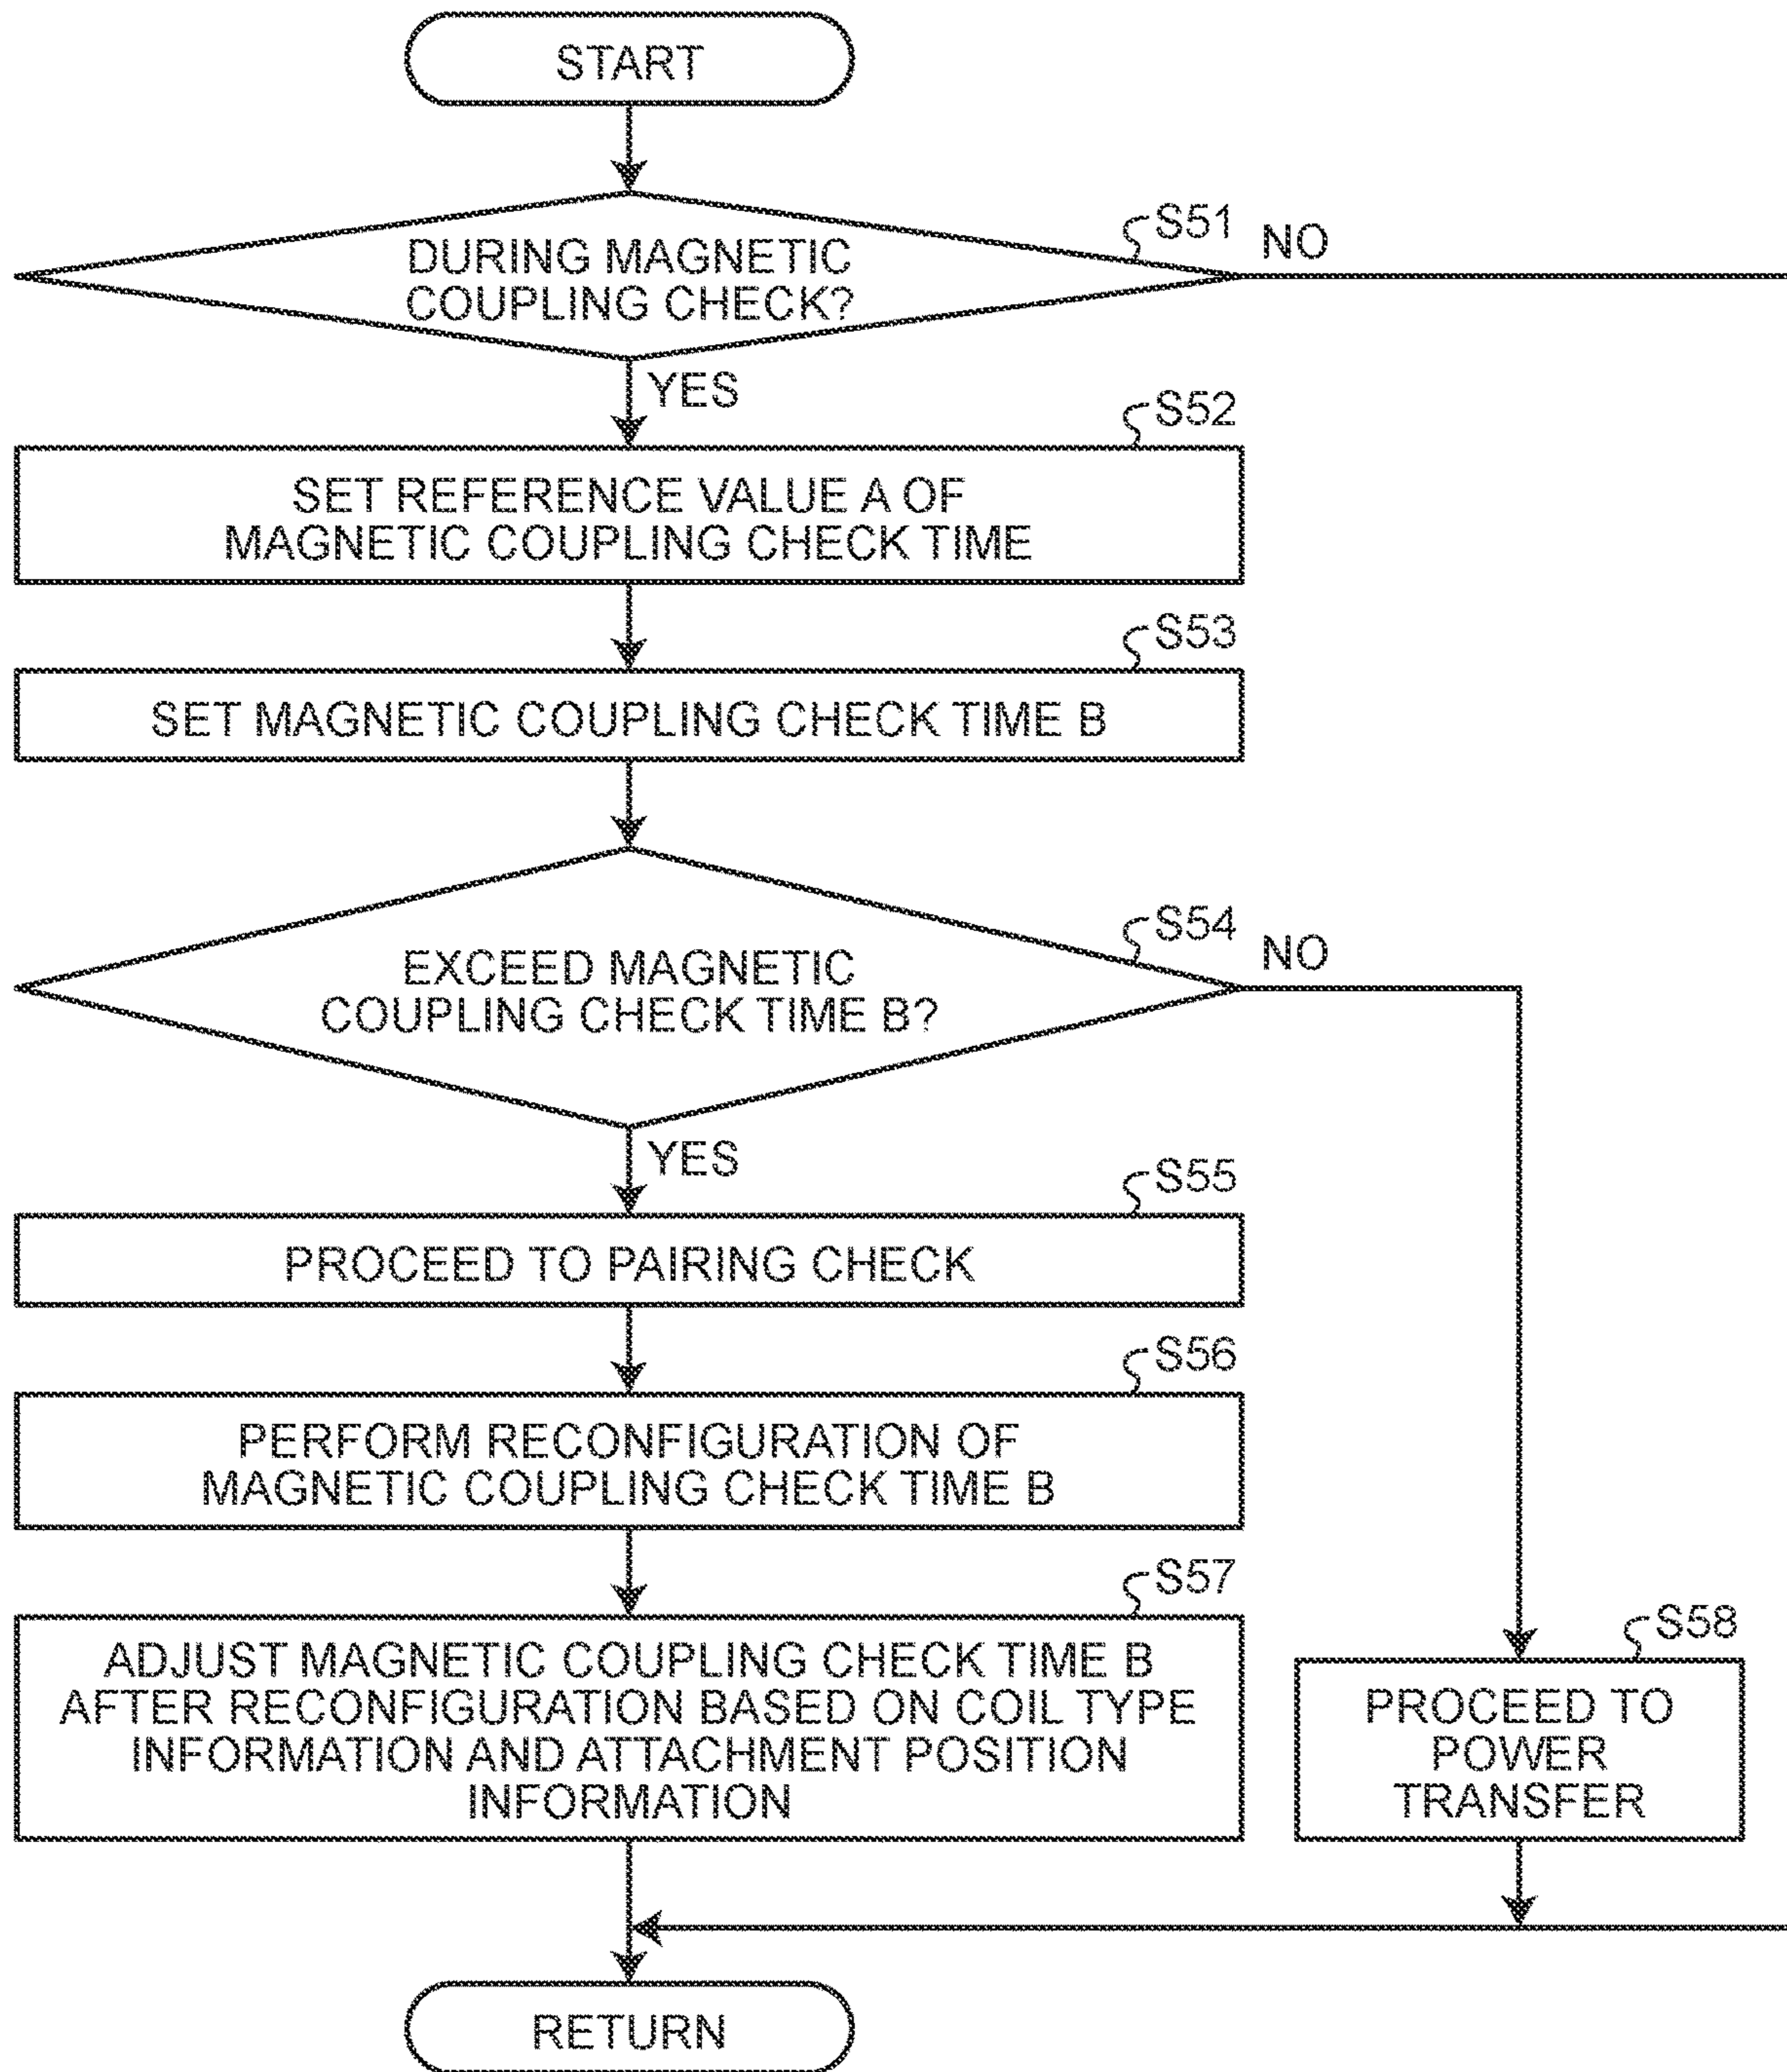 START
S51
NO
DURING MAGNETIC
COUPLING CHECK?
YES
S52
SET REFERENCE VALUE A OF
MAGNETIC COUPLING CHECK TIME
S53
SET MAGNETIC COUPLING CHECK TIME B
S54
NO
EXCEED MAGNETIC
COUPLING CHECK TIME B?
YES
S55
PROCEED TO PAIRING CHECK
S56
PERFORM RECONFIGURATION OF
MAGNETIC COUPLING CHECK TIME B
S57
ADJUST MAGNETIC COUPLING CHECK TIME B
AFTER RECONFIGURATION BASED ON COIL TYPE
INFORMATION AND ATTACHMENT POSITION
INFORMATION
S58
PROCEED TO
POWER
TRANSFER
RETURN